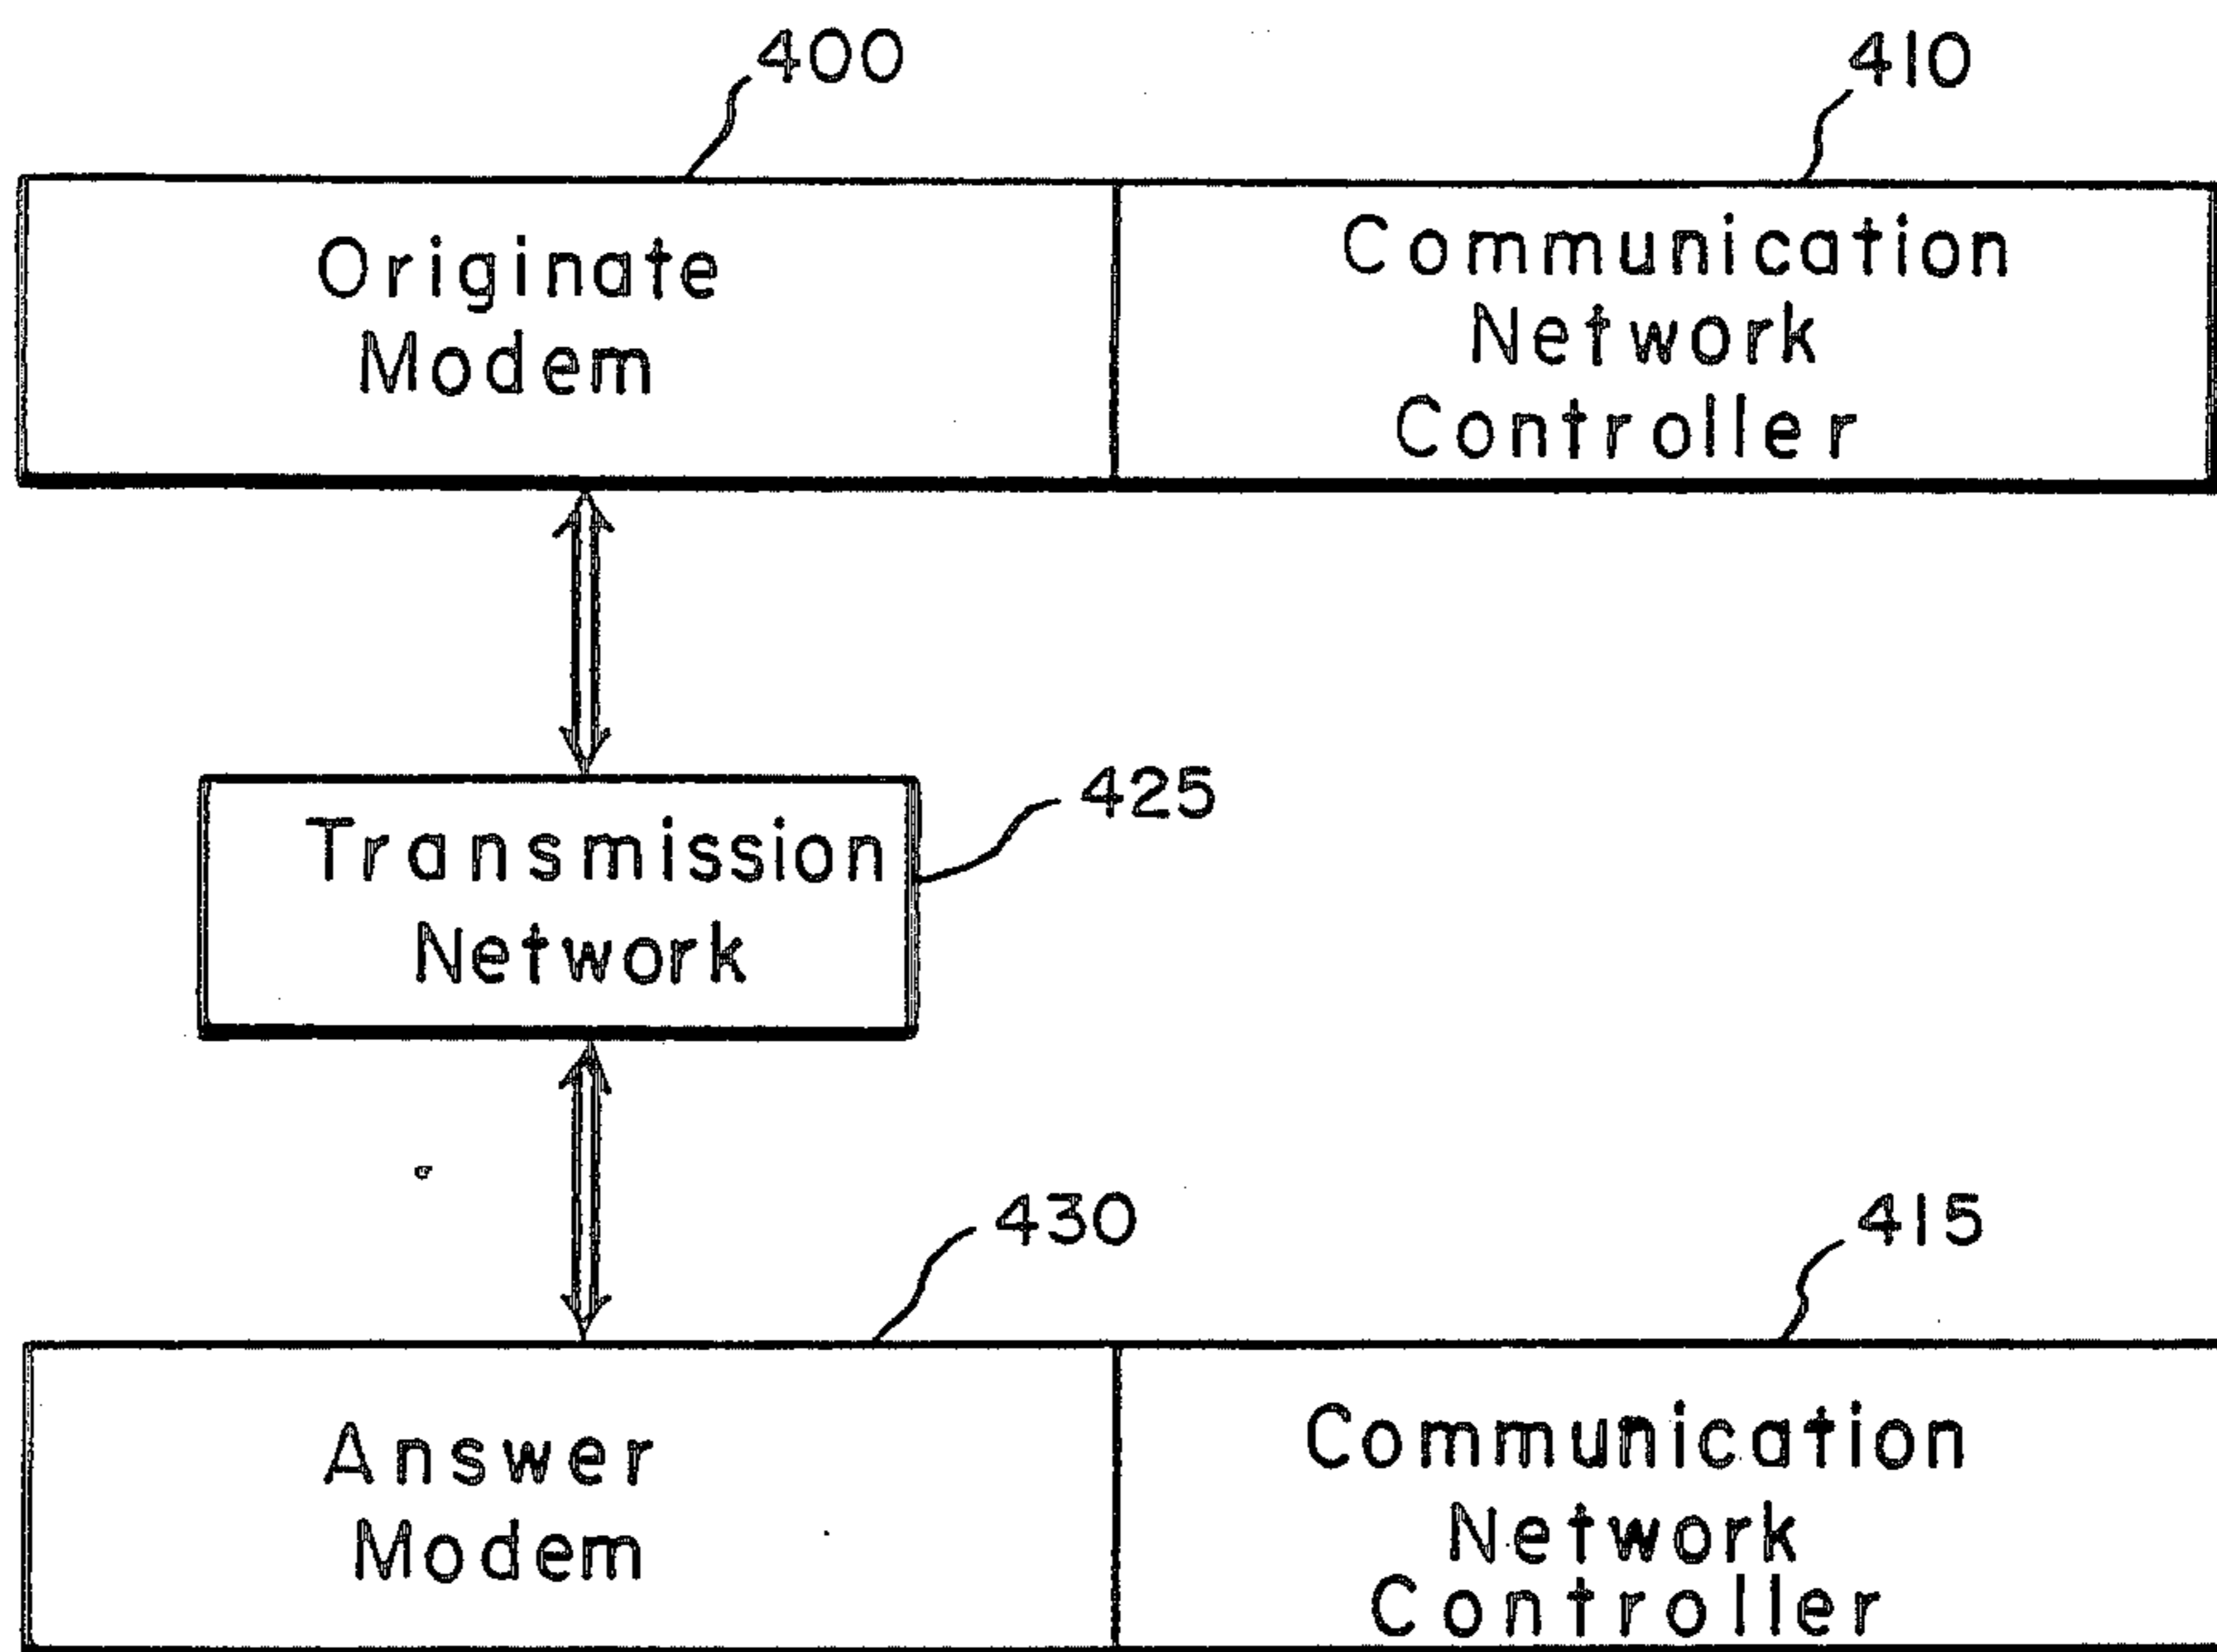 400
410
Originate
Modem
Communication
Network
Controller
Transmission
Network
425
430
415
Answer
Modem
Communication
Network
Controller